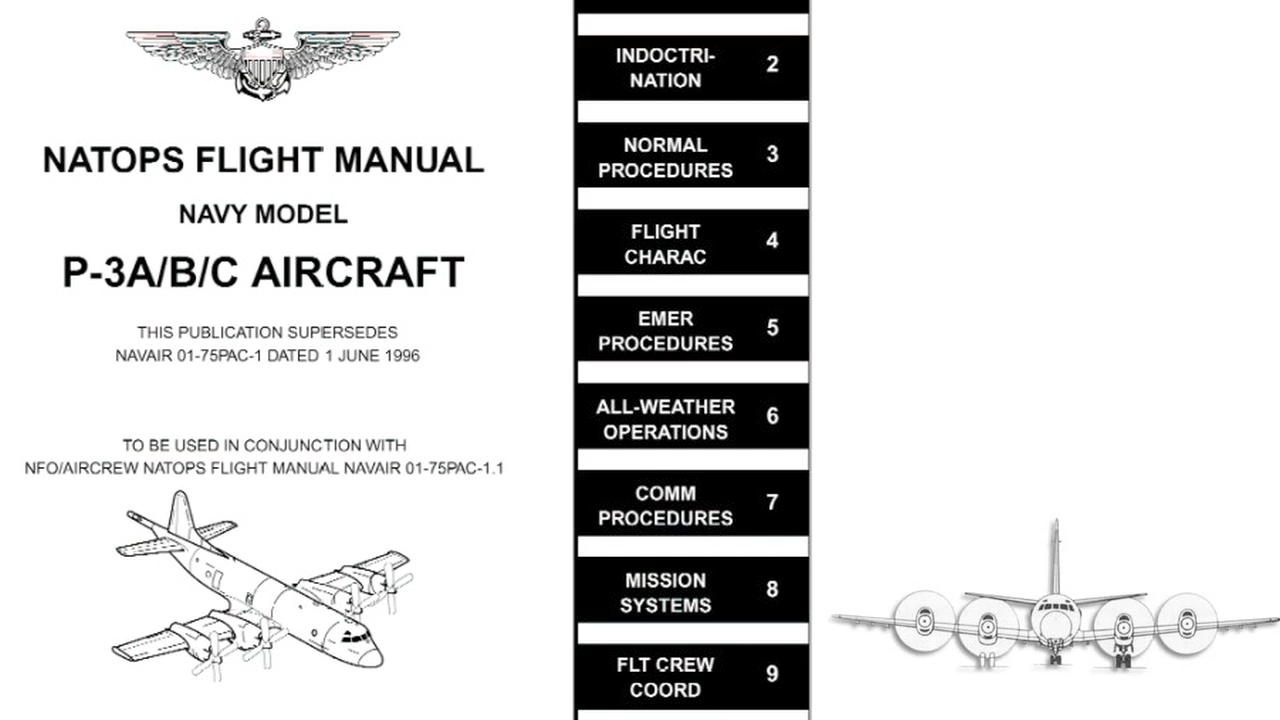 NATOPS FLIGHT MANUAL
NAVY MODEL
P-3A/B/C AIRCRAFT
THIS PUBLICATION SUPERSEDES
NAVAIR 01-75PAC-1 DATED 1 JUNE 1996
TO BE USED IN CONJUNCTION WITH
NFO/AIRCREW NATOPS FLIGHT MANUAL NAVAIR 01-75PAC-1.1
INDOCTRI-
NATION 2
NORMAL
PROCEDURES 3
FLIGHT
CHARAC 4
EMER
PROCEDURES 5
ALL-WEATHER
OPERATIONS 6
COMM
PROCEDURES 7
MISSION
SYSTEMS 8
FLT CREW
COORD 9